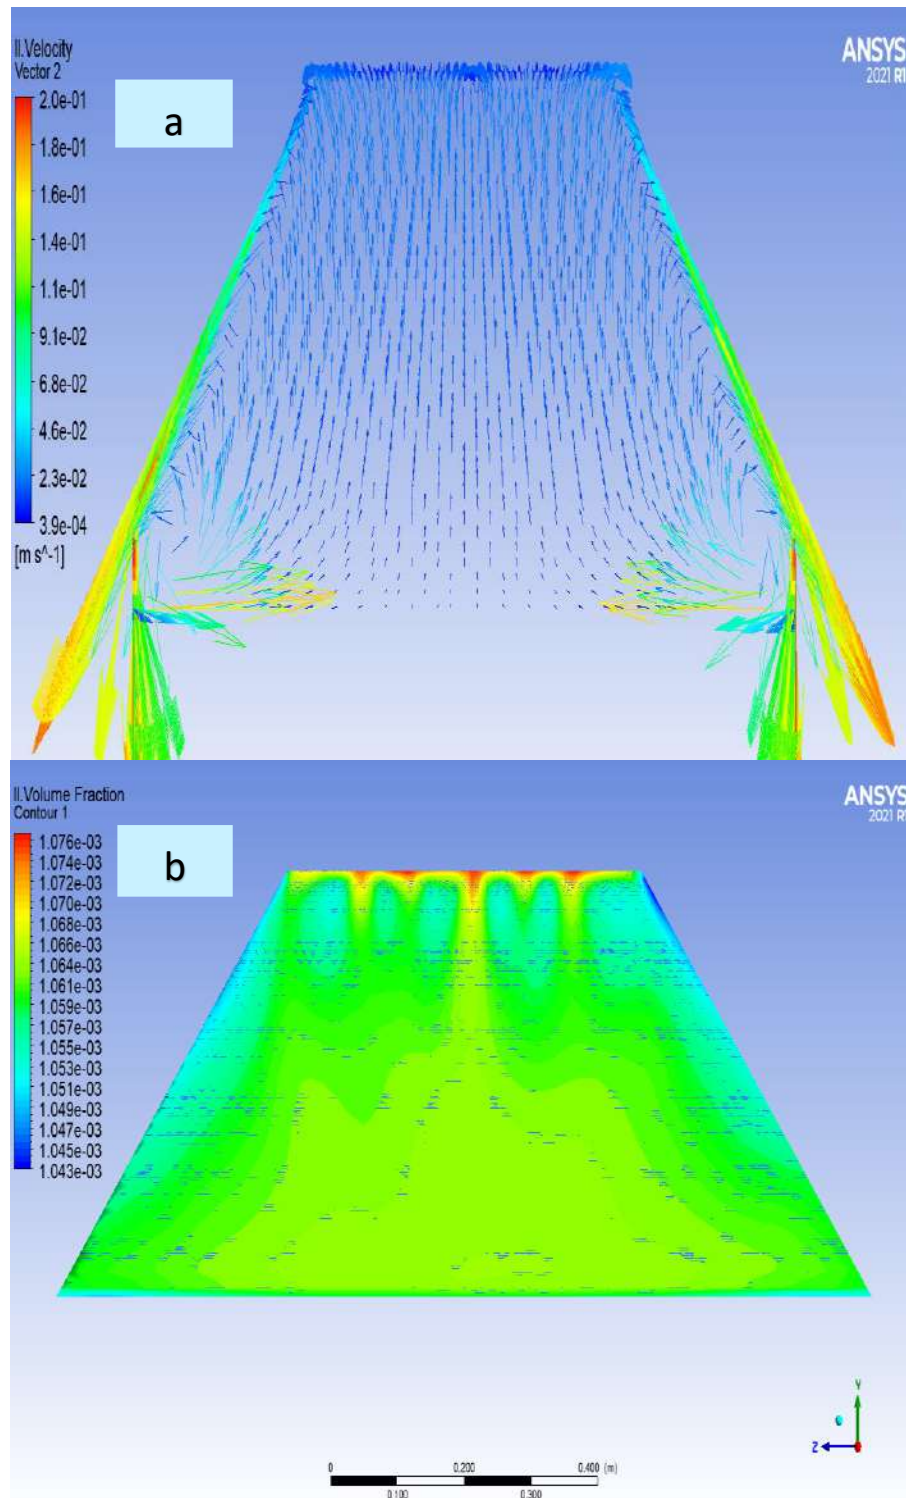 II.Velocity
Vector 2
ANSYS
2021 R1
a
2.0e-01
1.8e-01
1.6e-01
1.4e-01
1.1e-01
9.1e-02
6.8e-02
4.6e-02
2.3e-02
3.9e-04
[m s^-1]
II.Volume Fraction
Contour 1
ANSYS
2021 R1
b
1.076e-03
1.074e-03
1.072e-03
1.070e-03
1.068e-03
1.066e-03
1.064e-03
1.061e-03
1.059e-03
1.057e-03
1.055e-03
1.053e-03
1.051e-03
1.049e-03
1.047e-03
1.045e-03
1.043e-03
Y
Z
0 0.200 0.400 (m)
0.100 0.300